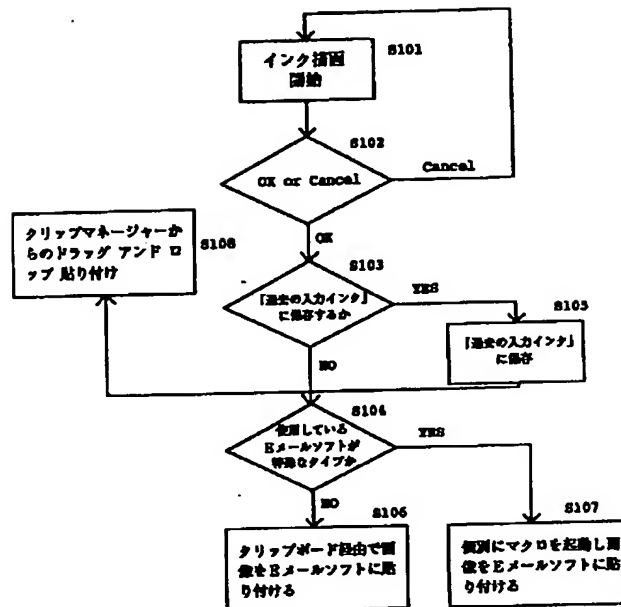 インク描画
開始
S101
S102
OK or Cancel
Cancel
OK
クリップマネージャーか
らのドラッグ アンド ロ
ップ 貼り付け
S108
S103
「過去の入力インク」
に保存するか
YES
S105
「過去の入力インク」
に保存
NO
S104
使用している
Eメールソフトが
特殊なタイプか
YES
NO
S106
クリップボード経由で画
像をEメールソフトに貼
り付ける
S107
個別にマクロを起動し画
像をEメールソフトに貼
り付ける